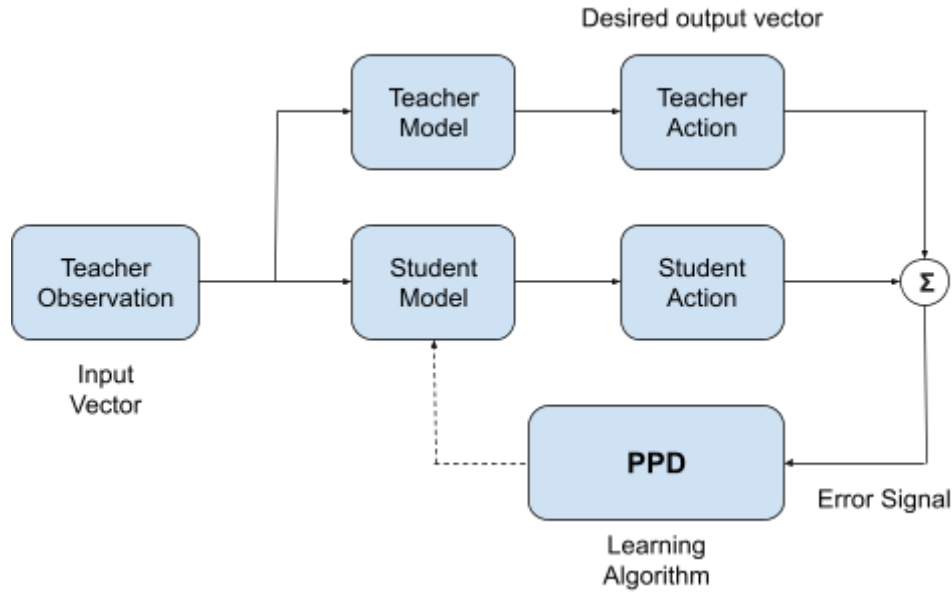 Desired output vector
Teacher
Model
Teacher
Action
Teacher
Observation
Student
Model
Student
Action
Σ
Input
Vector
PPD
Error Signal
Learning
Algorithm